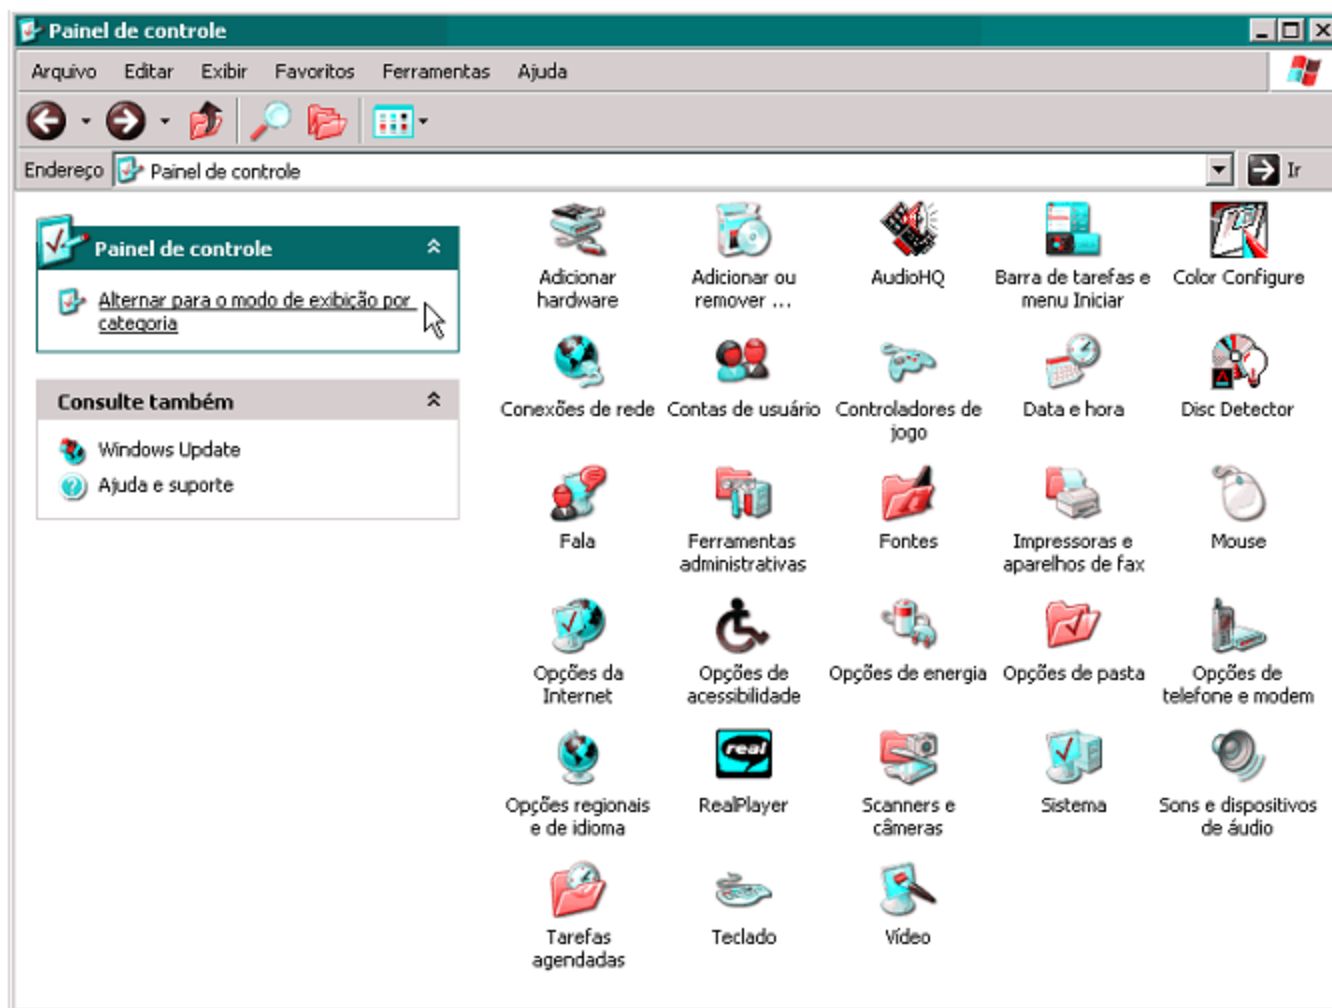 Painel de controle
Arquivo Editar Exibir Favoritos Ferramentas Ajuda
Endereço Painel de controle Ir
Painel de controle
Alternar para o modo de exibição por
categoria
Consulte também
Windows Update
Ajuda e suporte
Adicionar
hardware
Adicionar ou
remover ...
AudioHQ
Barra de tarefas e
menu Iniciar
Color Configure
Conexões de rede
Contas de usuário
Controladores de
jogo
Data e hora
Disc Detector
Fala
Ferramentas
administrativas
Fontes
Impressoras e
aparelhos de fax
Mouse
Opções da
Internet
Opções de
acessibilidade
Opções de energia
Opções de pasta
Opções de
telefone e modem
Opções regionais
e de idioma
real
RealPlayer
Scanners e
câmeras
Sistema
Sons e dispositivos
de áudio
Tarefas
agendadas
Teclado
Vídeo